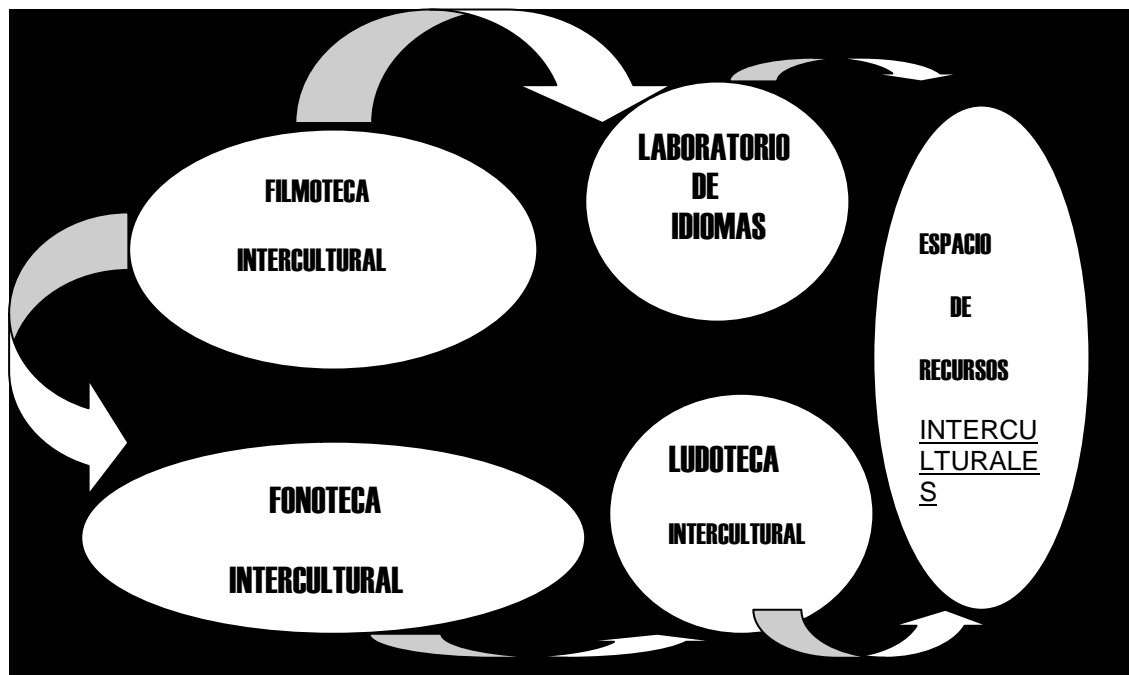 FILMOTECA
INTERCULTURAL
LABORATORIO
DE
IDIOMAS
ESPACIO
DE
RECURSOS
INTERCU
LTURALE
S
FONOTECA
INTERCULTURAL
LUDOTECA
INTERCULTURAL